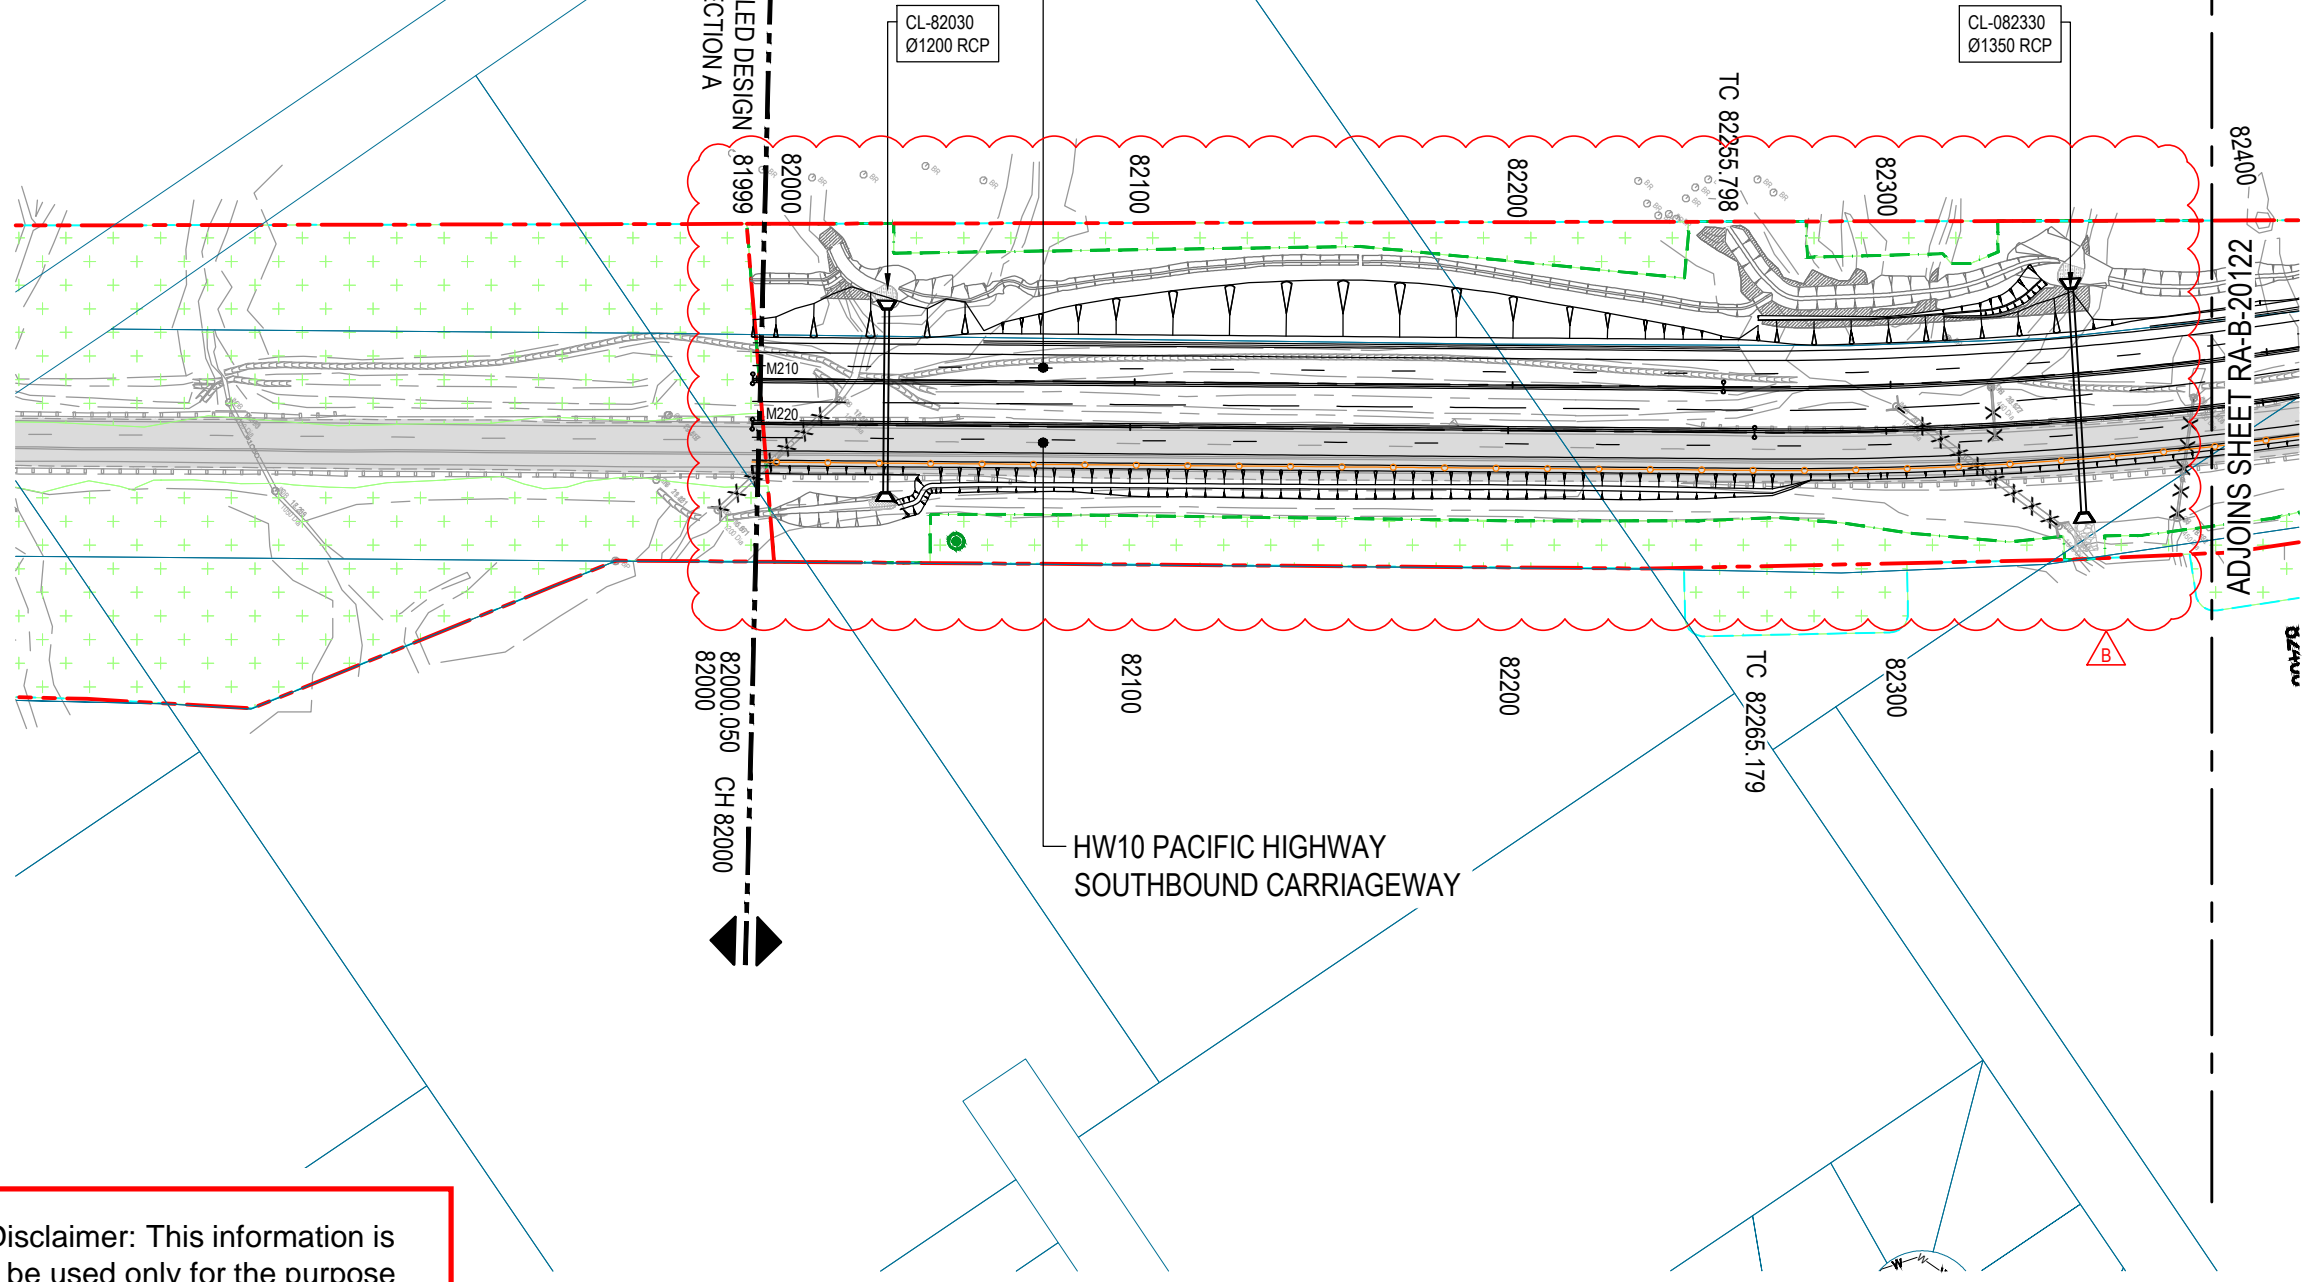 LED DESIGN
ECTION A
CL-82030
Ø1200 RCP
CL-082330
Ø1350 RCP
81999
82000
82100
82200
TC 82255.798
82300
82400
ADJOINS SHEET RA-B-20122
M210
M220
82000.050 CH 82000
82000
82100
82200
TC 82265.179
82300
82400
B
HW10 PACIFIC HIGHWAY
SOUTHBOUND CARRIAGEWAY
Disclaimer: This information is
be used only for the purpose
W
W